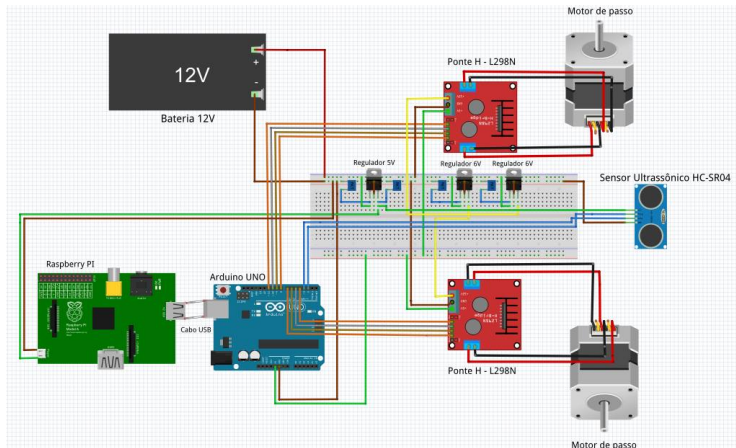 Motor de passo
Ponte H - L298N
12V
+
-
Bateria 12V
Regulador 5V
Regulador 6V
Regulador 6V
Sensor Ultrassônico HC-SR04
Raspberry PI
Arduino UNO
Cabo USB
UNO
Ponte H - L298N
Motor de passo